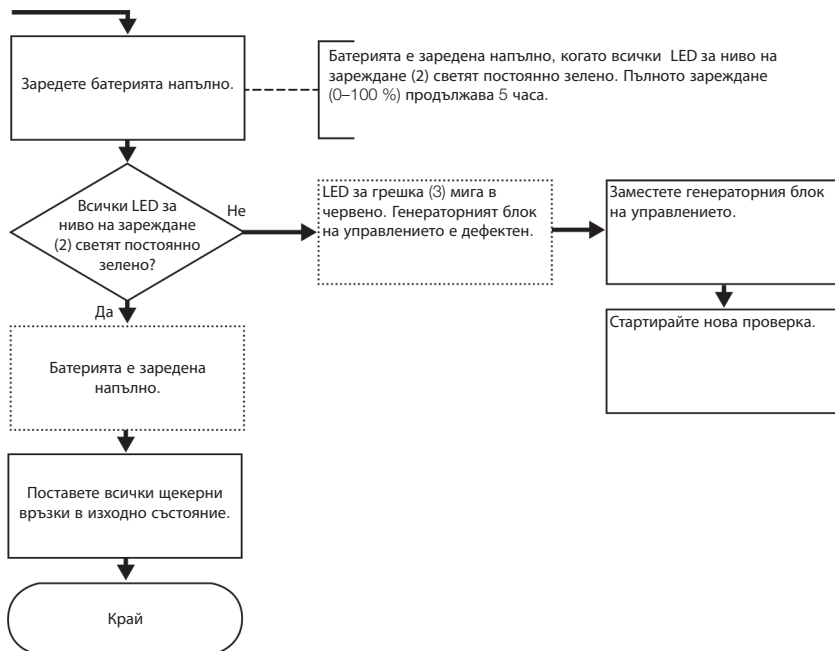 Заредете батерията напълно.
Батерията е заредена напълно, когато всички LED за ниво на
зареждане (2) светят постоянно зелено. Пълното зареждане
(0–100 %) продължава 5 часа.
Всички LED за
ниво на зареждане
(2) светят постоянно
зелено?
Не
LED за грешка (3) мига в
червено. Генераторният блок
на управлението е дефектен.
Заместете генераторния блок
на управлението.
Стартирайте нова проверка.
Да
Батерията е заредена
напълно.
Поставете всички щекерни
връзки в изходно състояние.
Край